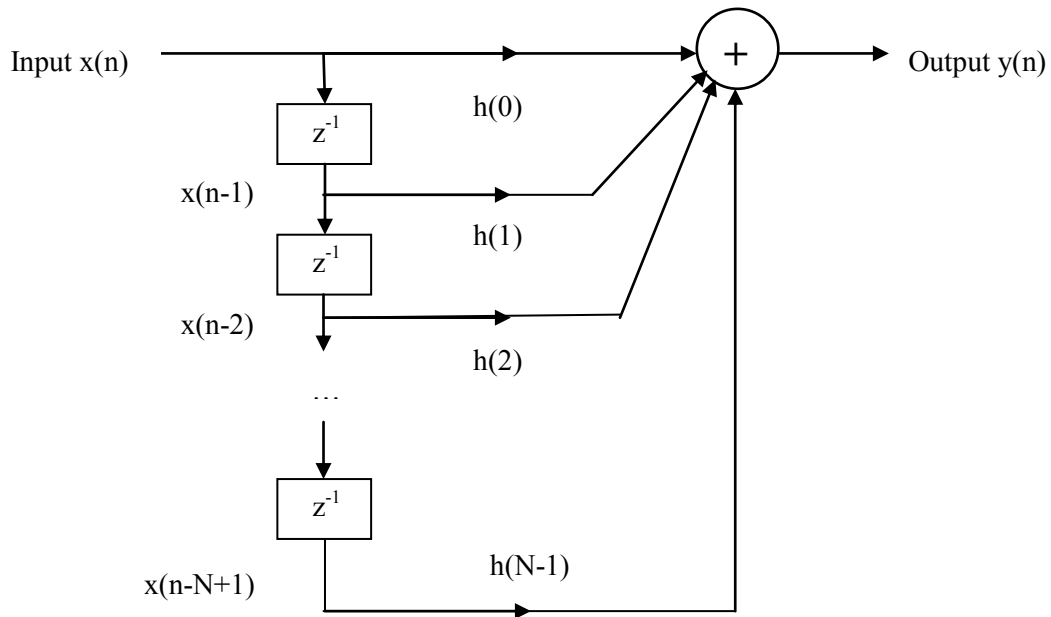 Input x(n)
+
Output y(n)
h(0)
z⁻¹
x(n-1)
h(1)
z⁻¹
x(n-2)
h(2)
...
z⁻¹
h(N-1)
x(n-N+1)